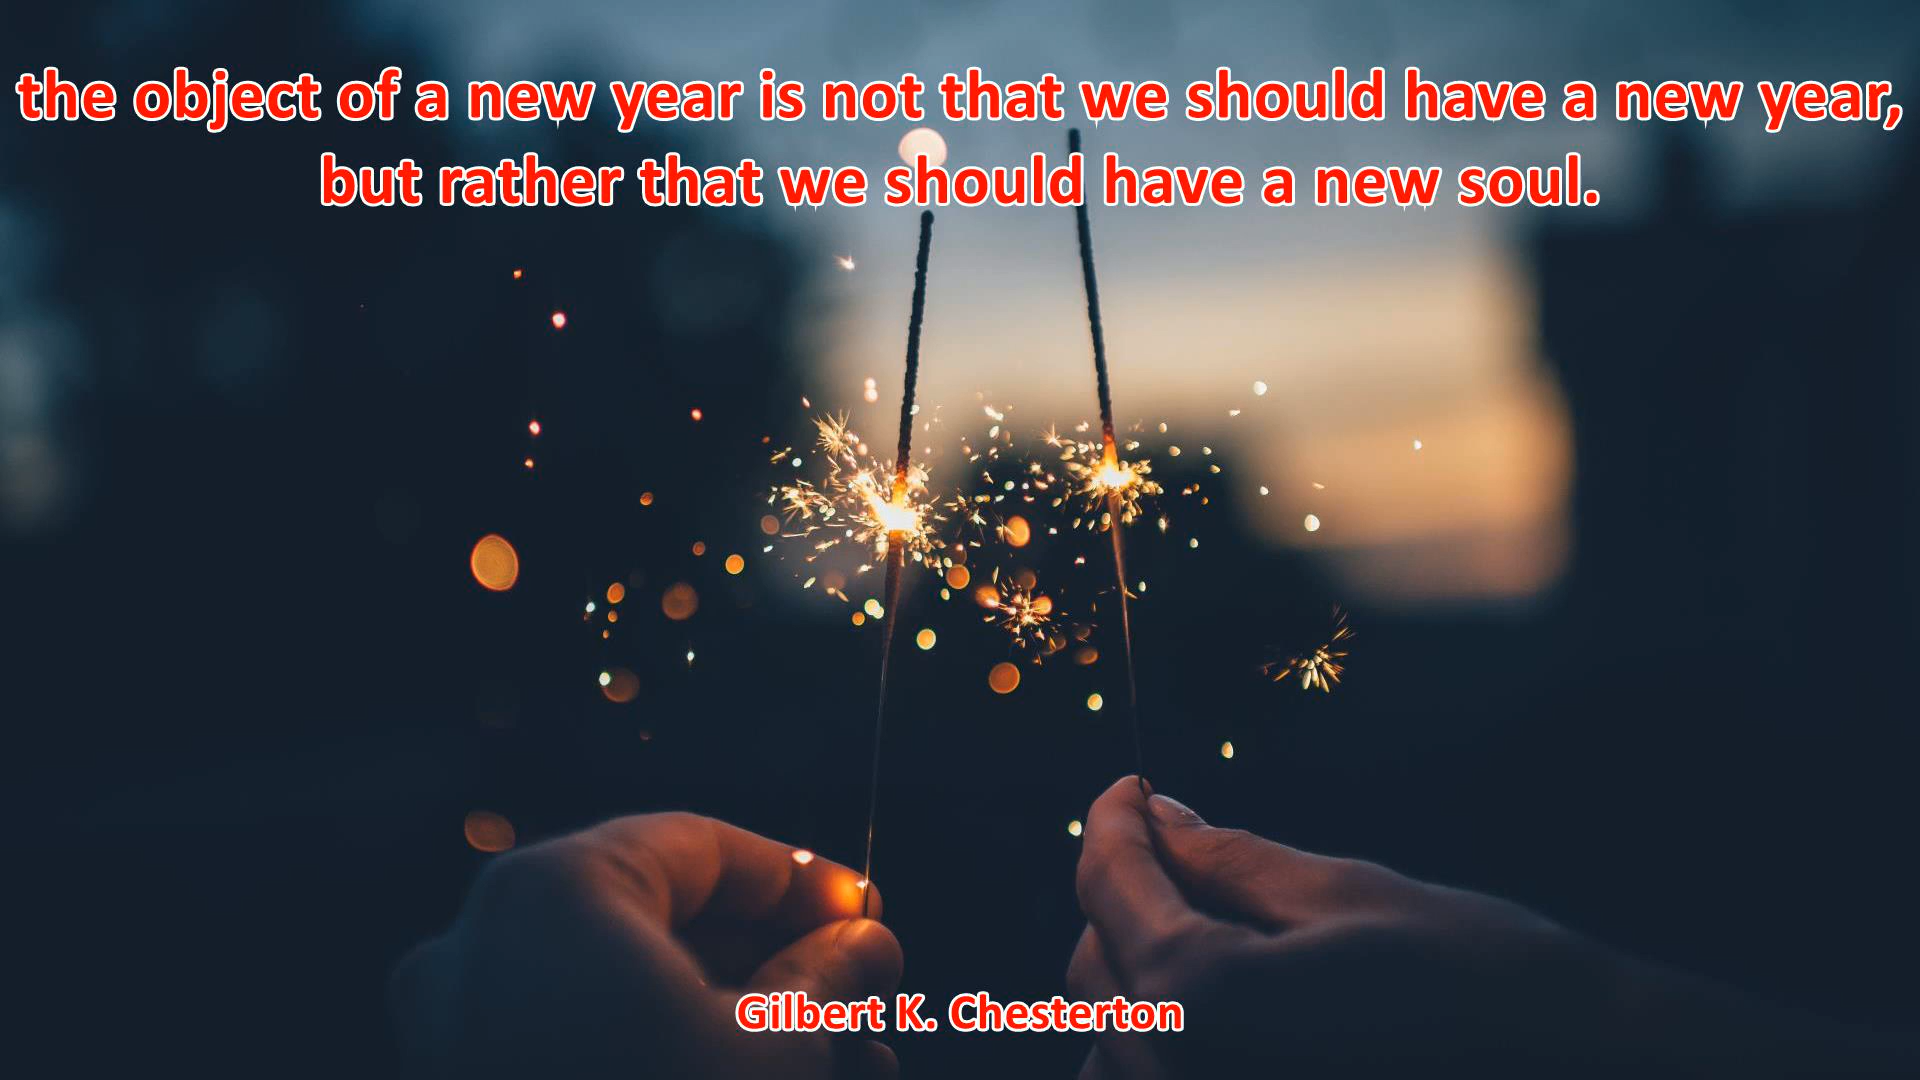 the object of a new year is not that we should have a new year,
but rather that we should have a new soul.
Gilbert K. Chesterton